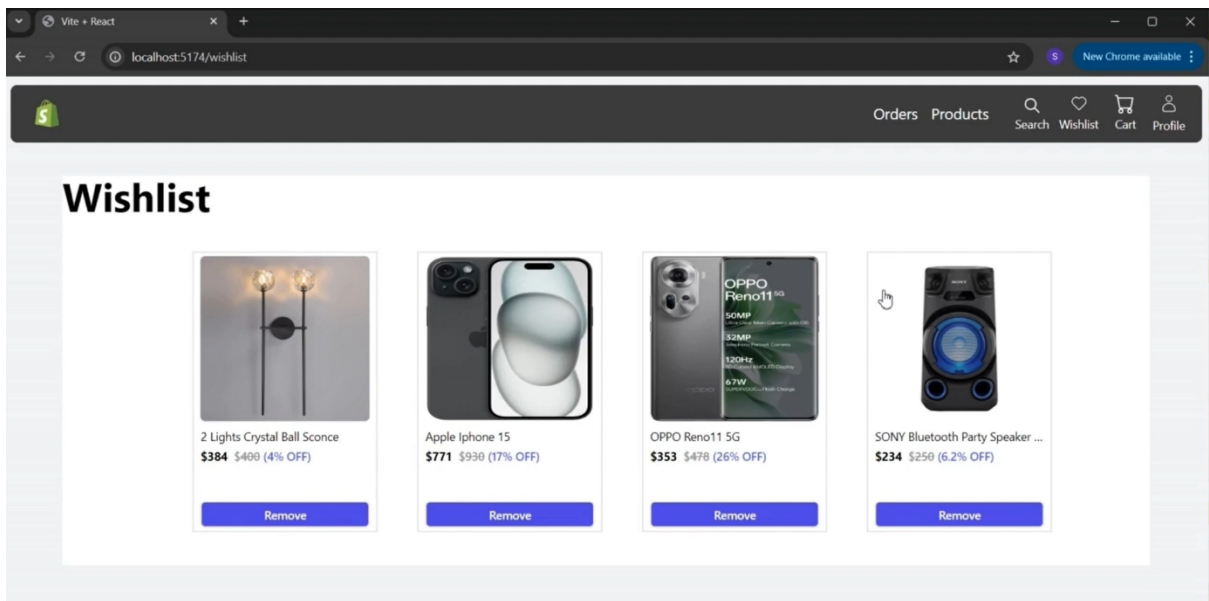 Vite + React
localhost:5174/wishlist
S
New Chrome available
S
Orders Products
Search Wishlist Cart Profile
Wishlist
OPPO
Reno11 5G
50MP
32MP
120Hz
67W
SONY
2 Lights Crystal Ball Sconce
$384 $400 (4% OFF)
Remove
Apple Iphone 15
$771 $930 (17% OFF)
Remove
OPPO Reno11 5G
$353 $478 (26% OFF)
Remove
SONY Bluetooth Party Speaker ...
$234 $250 (6.2% OFF)
Remove